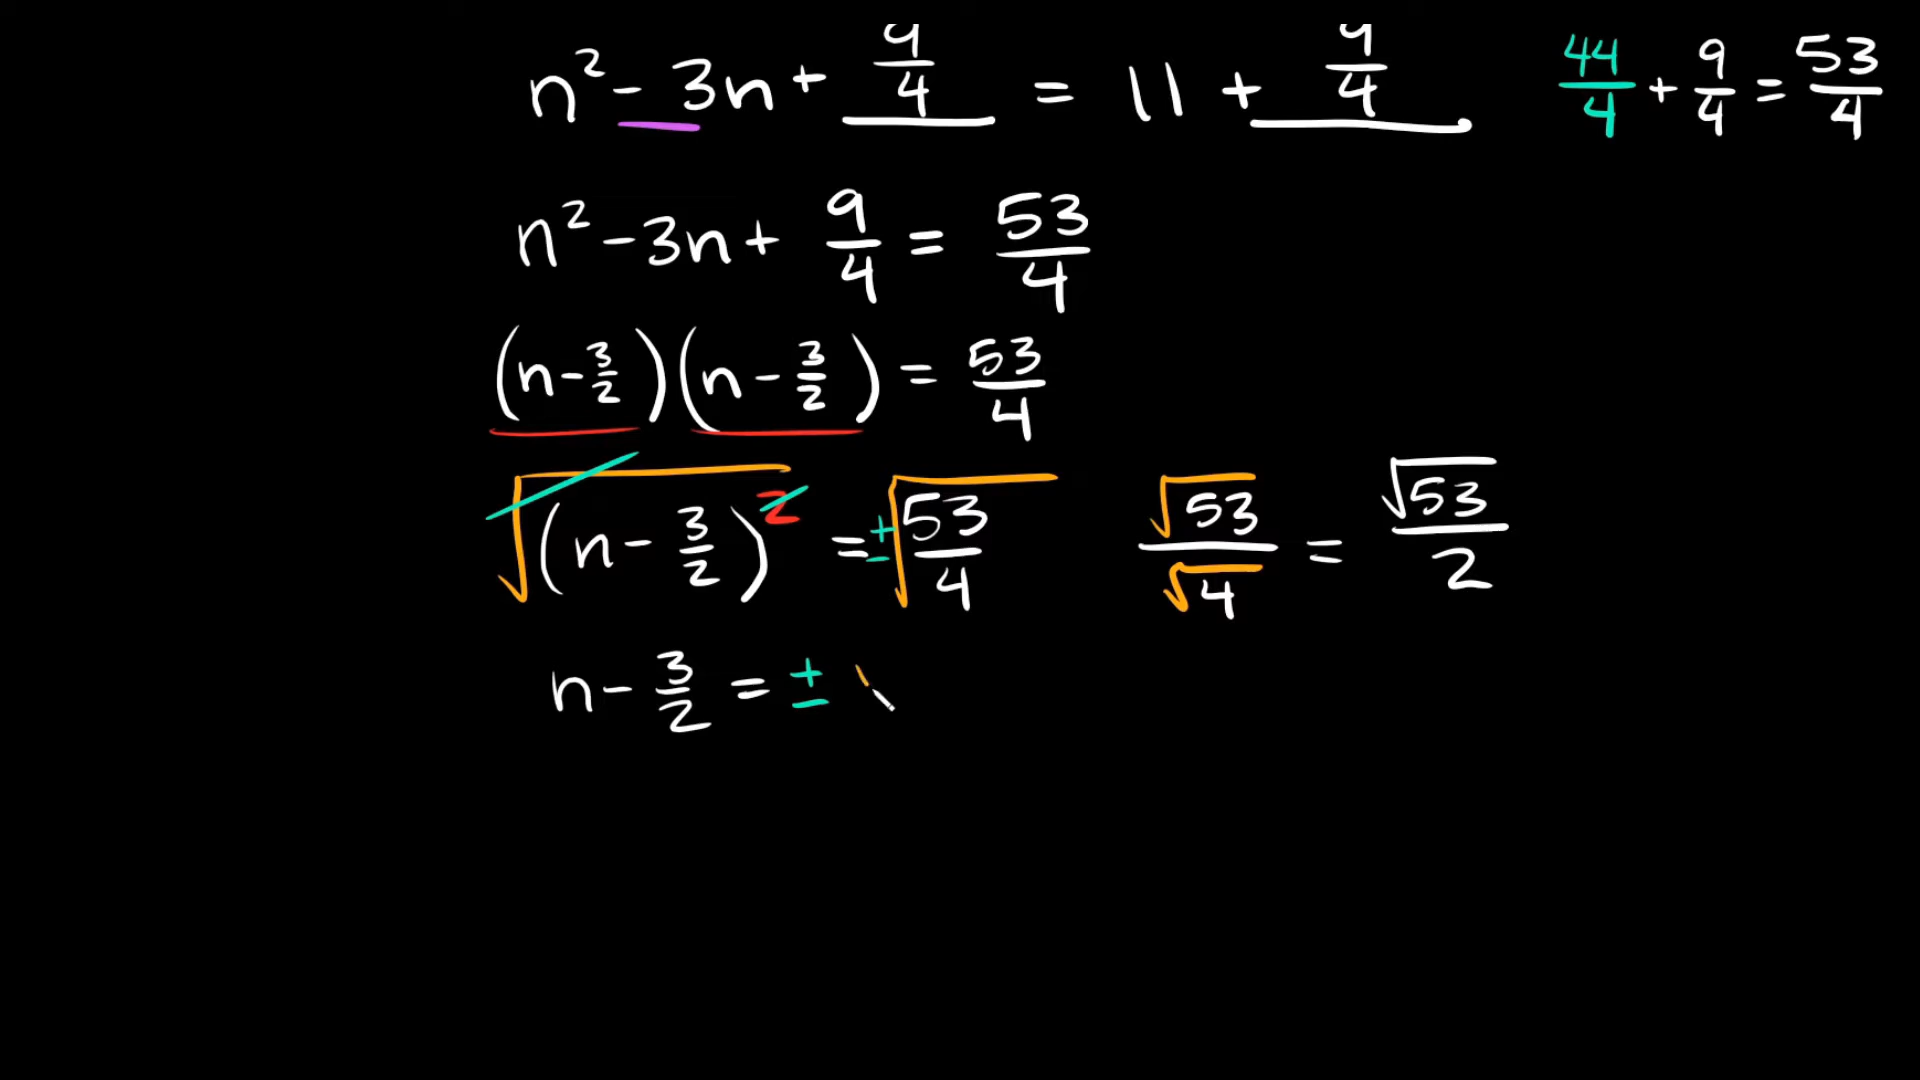 n² - 3n + 9/4 = 11 + 9/4
44/4 + 9/4 = 53/4
n² - 3n + 9/4 = 53/4
(n - 3/2)(n - 3/2) = 53/4
√(n - 3/2)² = ±√53/4
√53/√4 = √53/2
n - 3/2 = ±